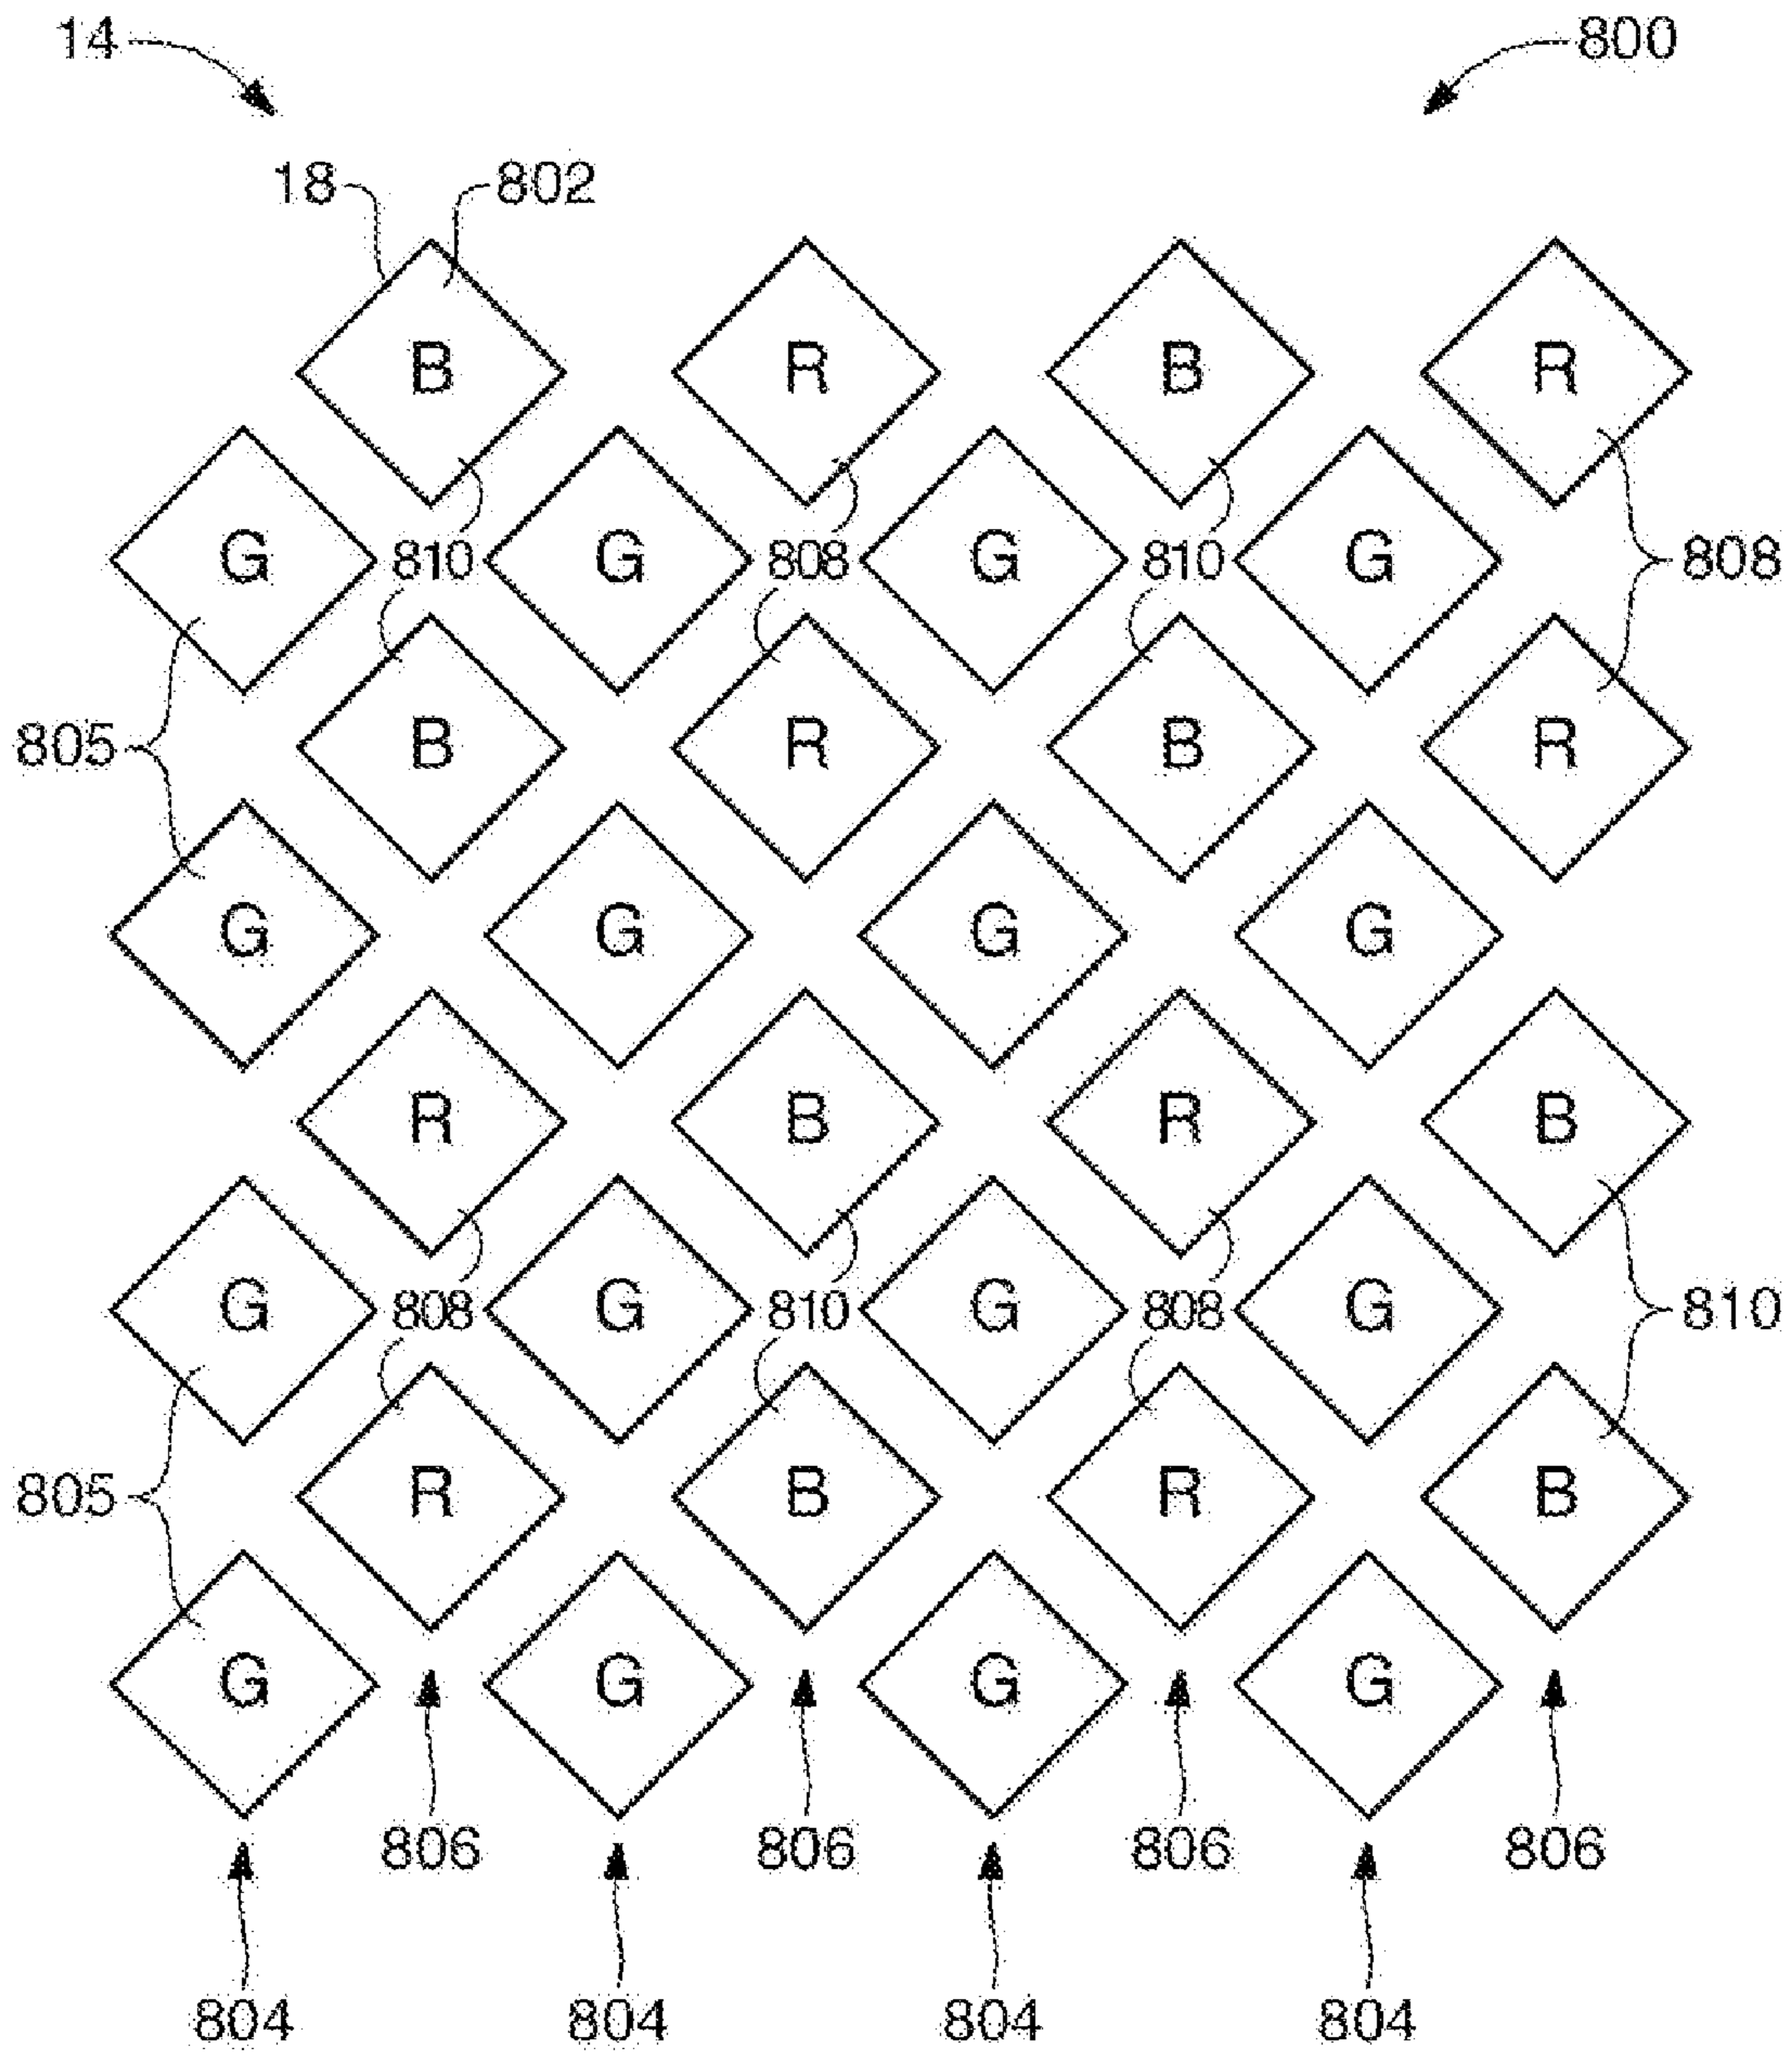 14 800
18 802
B R B R
G 810 G 808 G 810 G 808
805 B R B R
G G G G
R B R B
G 808 G 810 G 808 G 810
805 R B R B
G G G G
806 806 806 806
804 804 804 804